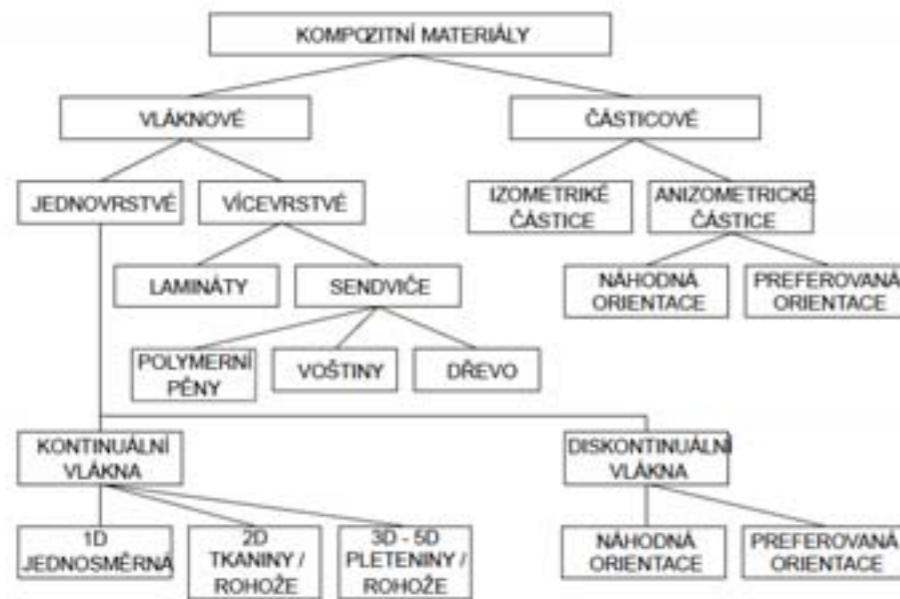 KOMPOZITNÍ MATERIÁLY
VLÁKNOVÉ
ČÁSTICOVÉ
JEDNOVRSTVÉ
VÍCEVRSTVÉ
IZOMETRIKÉ
ČÁSTICE
ANIZOMETRICKÉ
ČÁSTICE
LAMINÁTY
SENDVIČE
NÁHODNÁ
ORIENTACE
PREFEROVANÁ
ORIENTACE
POLYMERNÍ
PĚNY
VOŠTINY
DŘEVO
KONTINUÁLNÍ
VLÁKNA
DISKONTINUÁLNÍ
VLÁKNA
1D
JEDNOSMĚRNÁ
2D
TKANINY /
ROHOŽE
3D - 5D
PLETENINY /
ROHOŽE
NÁHODNÁ
ORIENTACE
PREFEROVANÁ
ORIENTACE